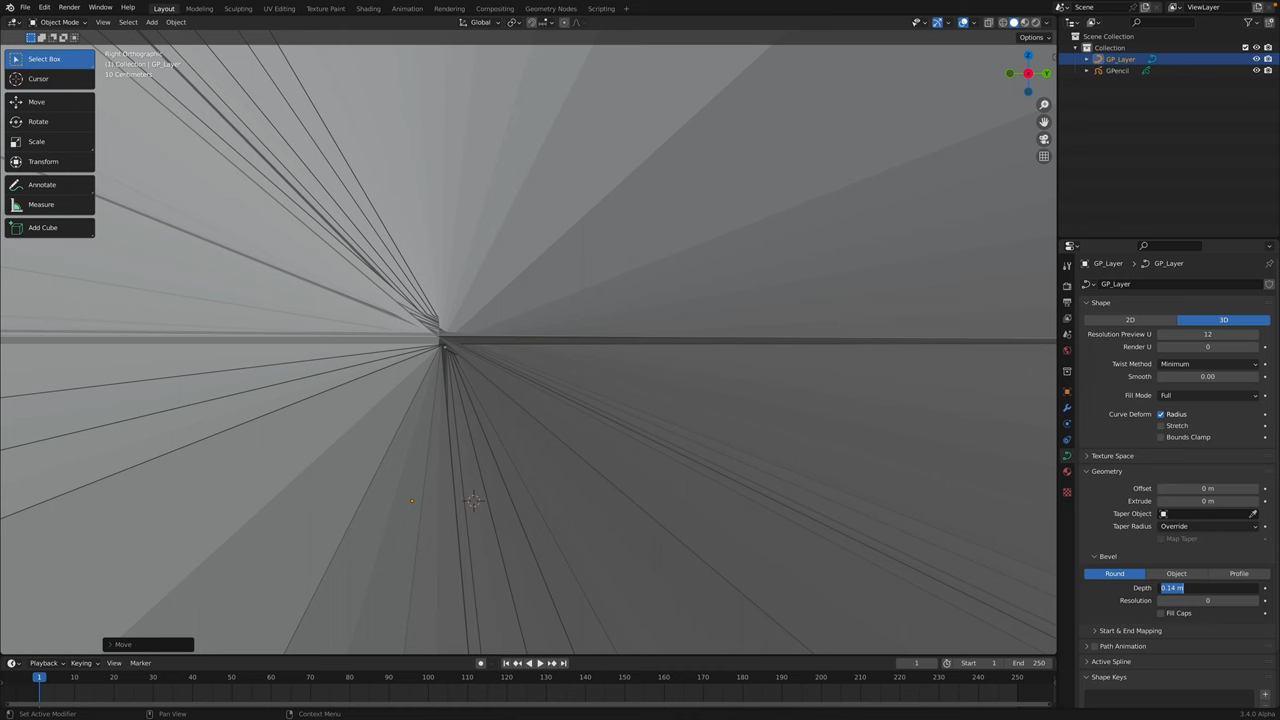 File Edit Render Window Help Layout Modeling Sculpting UV Editing Texture Paint Shading Animation Rendering Compositing Geometry Nodes Scripting + Scene ViewLayer
Object Mode View Select Add Object Global
Options
Select Box
Cursor
Move
Rotate
Scale
Transform
Annotate
Measure
Add Cube
Right Orthographic
(1) Collection | GP_Layer
10 Centimeters
Z
X
Y
Move
Scene Collection
Collection
GP_Layer
GPencil
GP_Layer GP_Layer
GP_Layer
Shape
2D 3D
Resolution Preview U 12
Render U 0
Twist Method Minimum
Smooth 0.00
Fill Mode Full
Curve Deform Radius
Stretch
Bounds Clamp
Texture Space
Geometry
Offset 0 m
Extrude 0 m
Taper Object
Taper Radius Override
Map Taper
Bevel
Round Object Profile
Depth 0.14 m
Resolution 0
Fill Caps
Start & End Mapping
Path Animation
Active Spline
Shape Keys
Playback Keying View Marker 1 Start 1 End 250
1 10 20 30 40 50 60 70 80 90 100 110 120 130 140 150 160 170 180 190 200 210 220 230 240 250
Set Active Modifier Pan View Context Menu 3.4.0 Alpha